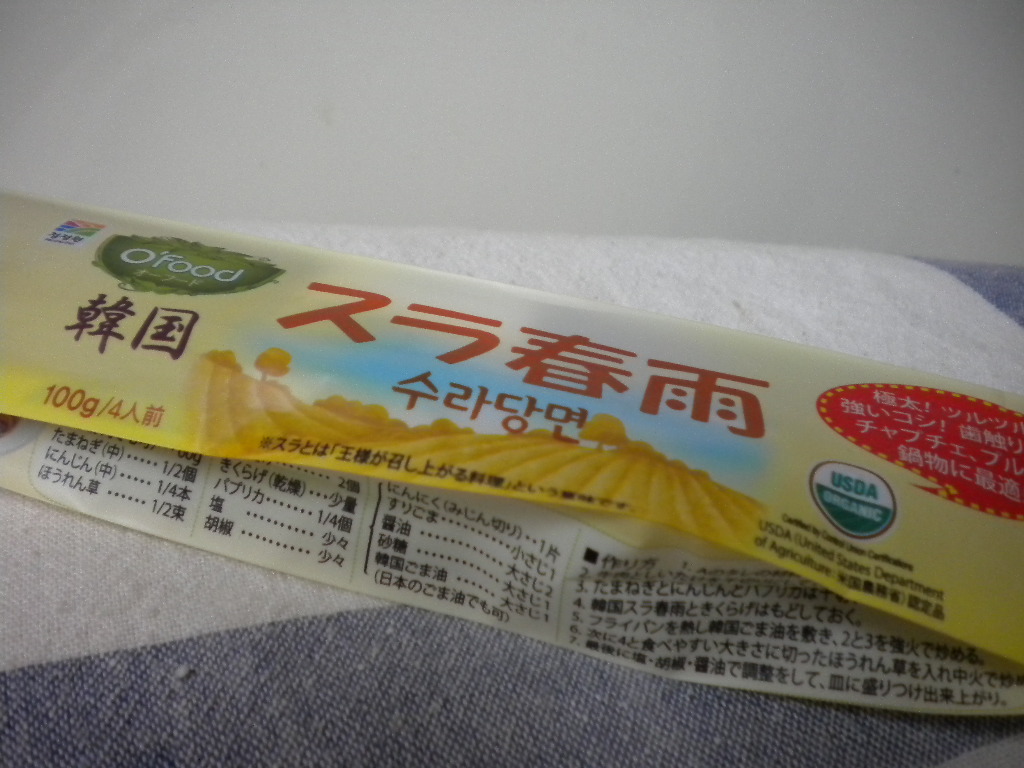 청정원
O'Food
韓国
スラ春雨
수라당면
100g/4人前
※スラとは「王様が召し上がる料理」という意味です。
極太!ツルツル
強いコシ!歯触り
チャプチェ、プル
鍋物に最適
USDA
ORGANIC
Certified by Control Union Certifications
USDA (United States Department
of Agriculture:米国農務省)認定品
たまねぎ(中)‥‥‥1/2個
にんじん(中)‥‥‥1/4本
ほうれん草‥‥‥1/2束
2個
きくらげ(乾燥)‥‥少量
パプリカ‥‥‥‥1/4個
塩‥‥‥‥少々
胡椒‥‥‥‥少々
にんにく(みじん切り)‥1片
すりごま‥‥‥‥小さじ1
醤油‥‥‥‥大さじ2
砂糖‥‥‥‥大さじ1
韓国ごま油‥‥‥‥大さじ1
(日本のごま油でも可)
■作り方
3. たまねぎとにんじんとパプリカは
4. 韓国スラ春雨ときくらげはもどしておく。
5. フライパンを熱し韓国ごま油を敷き、2と3を強火で炒める。
6. 次に4と食べやすい大きさに切ったほうれん草を入れ中火で炒め
7. 最後に塩・胡椒・醤油で調整をして、皿に盛りつけ出来上がり。